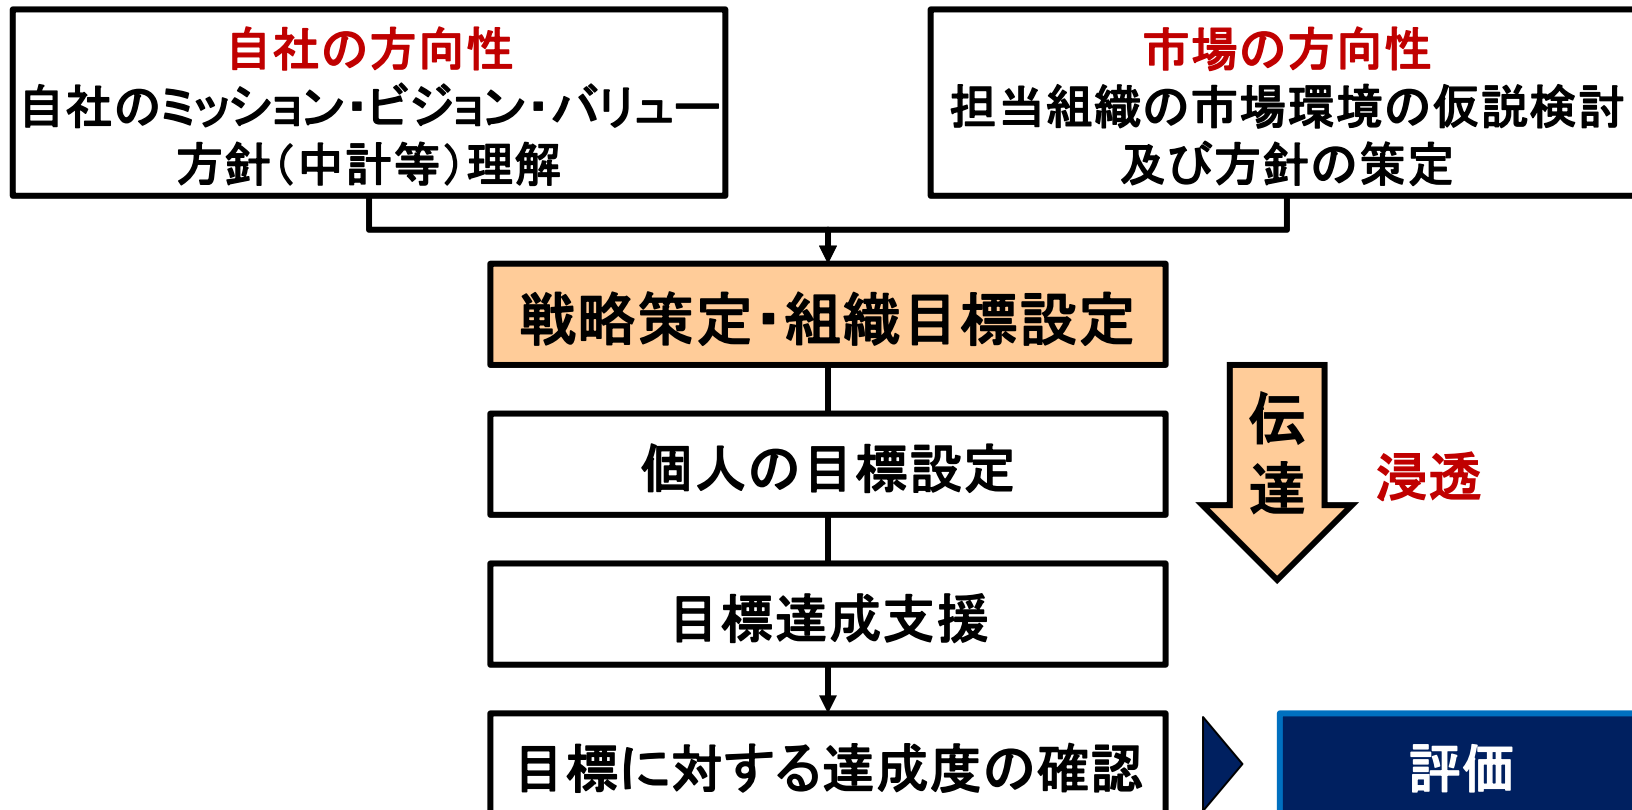 自社の方向性
自社のミッション・ビジョン・バリュー
方針(中計等)理解
市場の方向性
担当組織の市場環境の仮説検討
及び方針の策定
戦略策定・組織目標設定
個人の目標設定
伝達
浸透
目標達成支援
目標に対する達成度の確認
評価